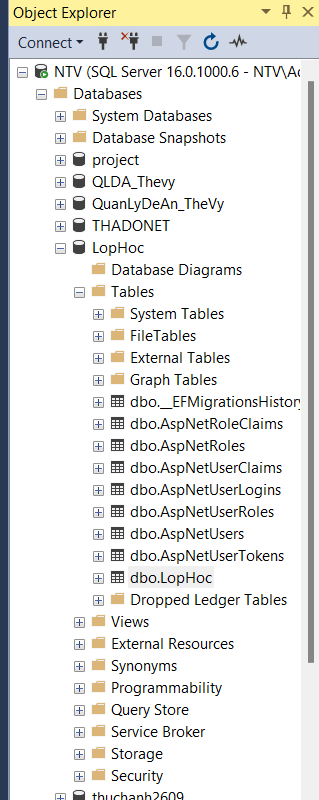 Object Explorer
Connect
NTV (SQL Server 16.0.1000.6 - NTV\Ac
Databases
System Databases
Database Snapshots
project
QLDA_Thevy
QuanLyDeAn_TheVy
THADONET
LopHoc
Database Diagrams
Tables
System Tables
FileTables
External Tables
Graph Tables
dbo.__EFMigrationsHistory
dbo.AspNetRoleClaims
dbo.AspNetRoles
dbo.AspNetUserClaims
dbo.AspNetUserLogins
dbo.AspNetUserRoles
dbo.AspNetUsers
dbo.AspNetUserTokens
dbo.LopHoc
Dropped Ledger Tables
Views
External Resources
Synonyms
Programmability
Query Store
Service Broker
Storage
Security
thuchanh2609